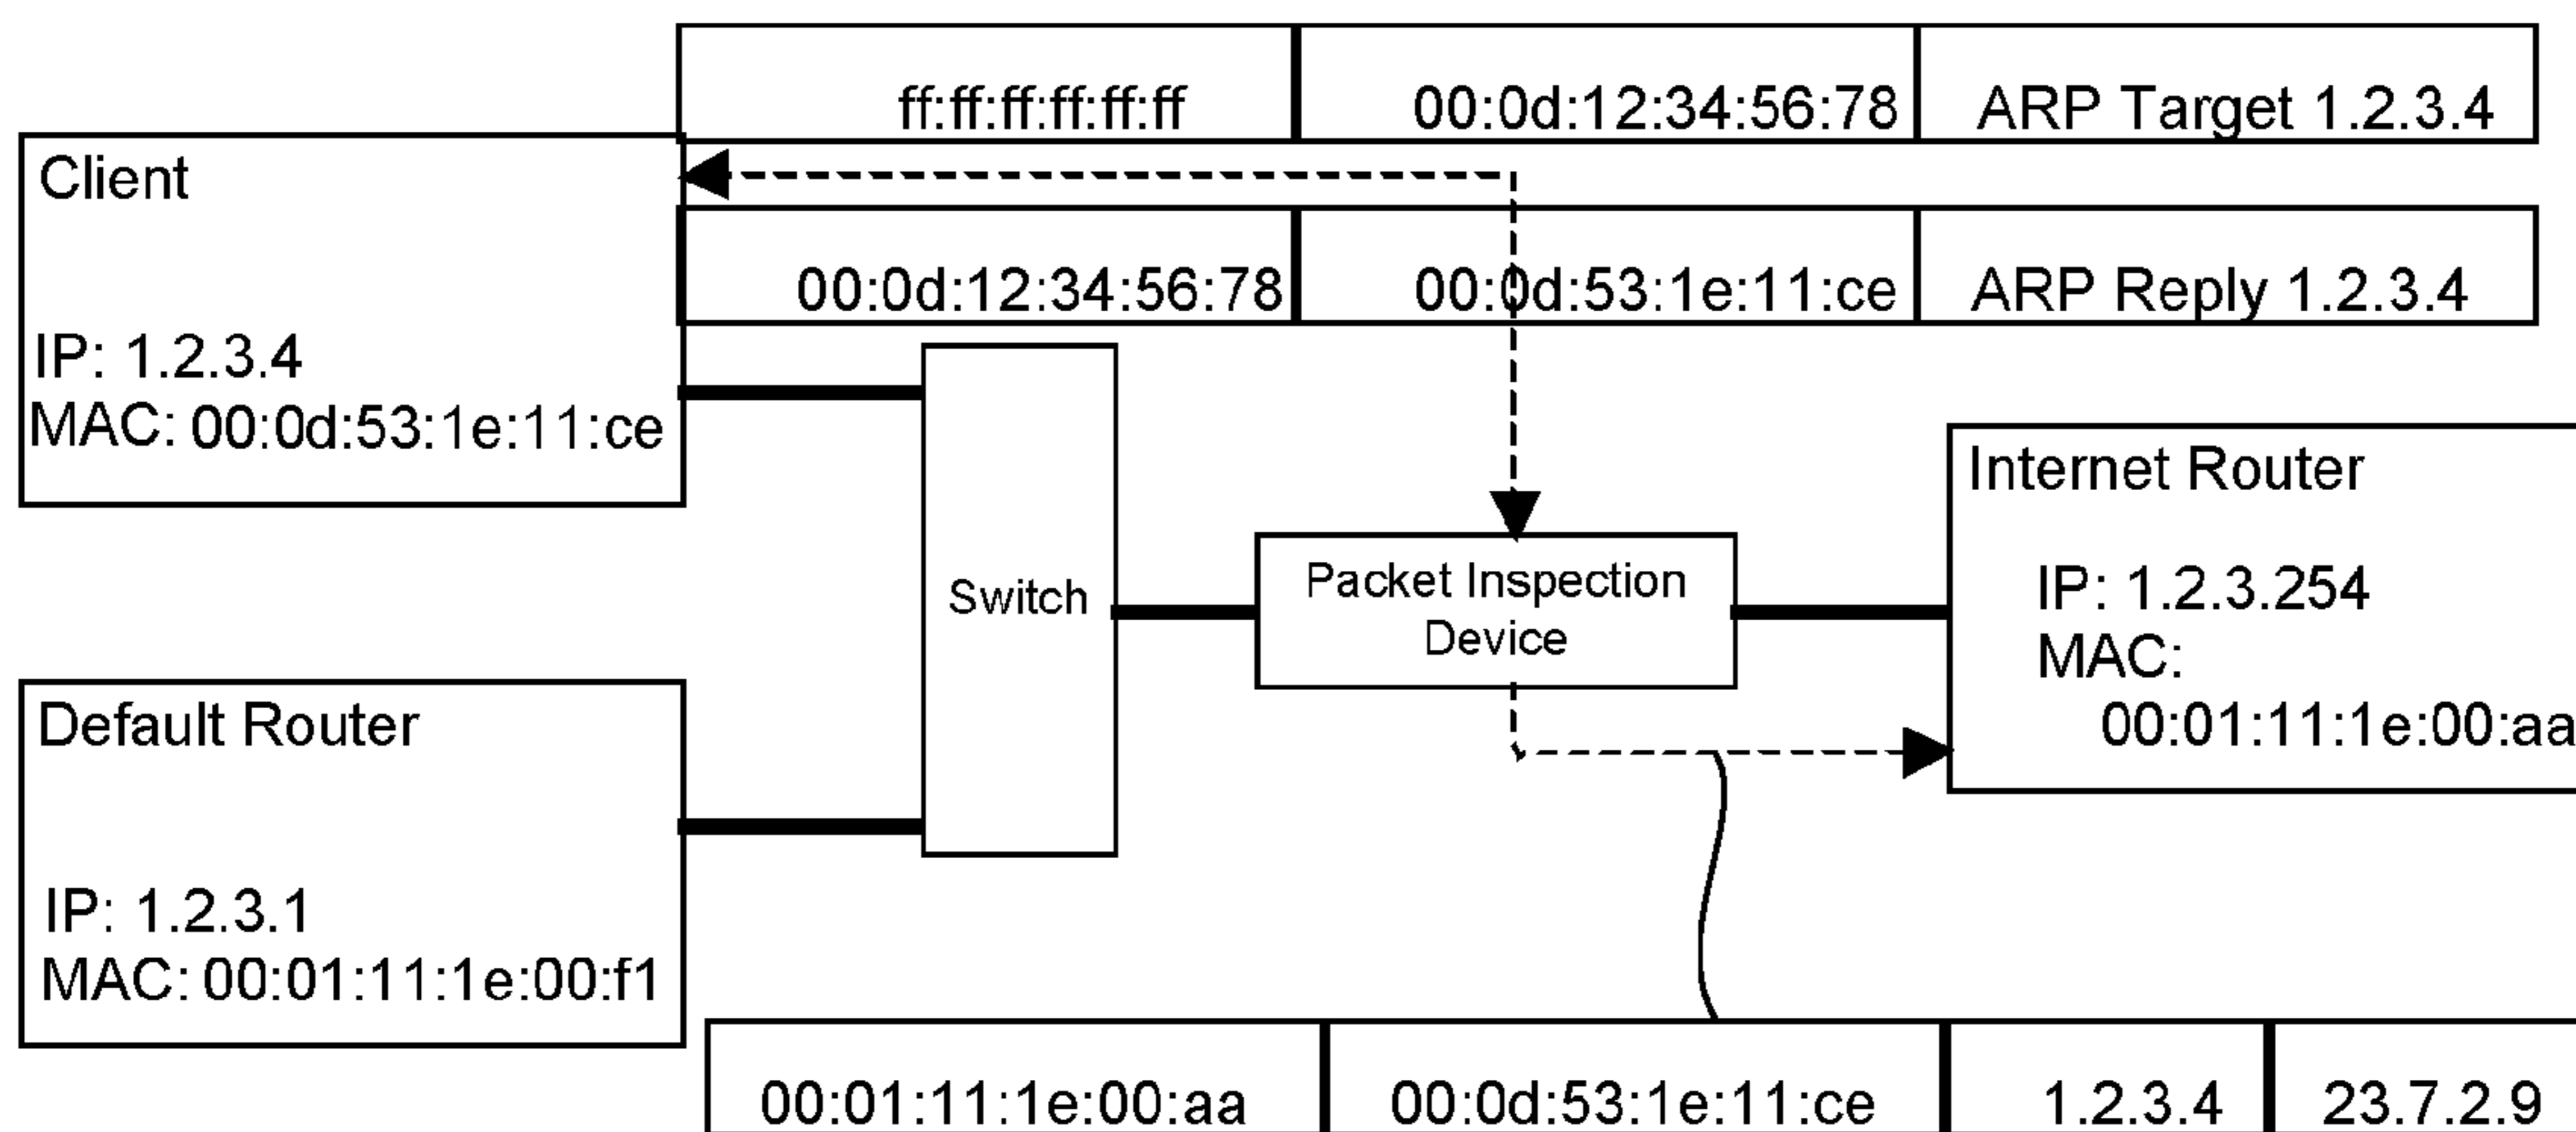 ff:ff:ff:ff:ff:ff 00:0d:12:34:56:78 ARP Target 1.2.3.4
Client
00:0d:12:34:56:78 00:0d:53:1e:11:ce ARP Reply 1.2.3.4
IP: 1.2.3.4
MAC: 00:0d:53:1e:11:ce
Switch
Packet Inspection
Device
Internet Router
IP: 1.2.3.254
MAC:
00:01:11:1e:00:aa
Default Router
IP: 1.2.3.1
MAC: 00:01:11:1e:00:f1
00:01:11:1e:00:aa 00:0d:53:1e:11:ce 1.2.3.4 23.7.2.9